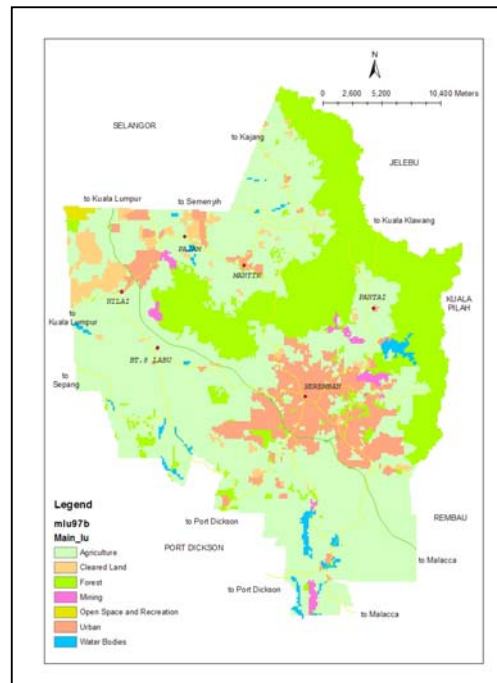 N
0 2,600 5,200 10,400 Meters
SELANGOR
to Kajang
JELEBU
to Kuala Lumpur
to Semenyih
to Kuala Klawang
PAJAM
MANTIN
KUALA
PILAH
NILAI
PANTAI
to
Kuala Lumpur
BT.8 LABU
to
Sepang
SEREMBAN
Legend
mlu97b
Main_lu
Agriculture
Cleared Land
Forest
Mining
Open Space and Recreation
Urban
Water Bodies
to Port Dickson
REMBAU
PORT DICKSON
to Malacca
to Port Dickson
to Malacca